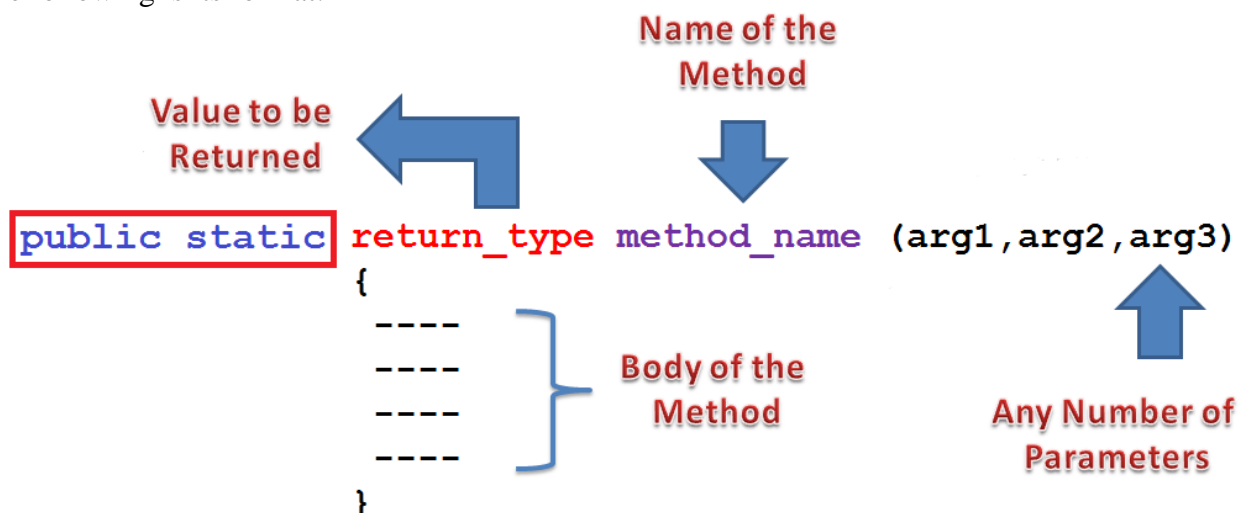 Name of the
Method
Value to be
Returned
public static return_type method_name (arg1,arg2,arg3)
{
----
----
----
----
}
Body of the
Method
Any Number of
Parameters